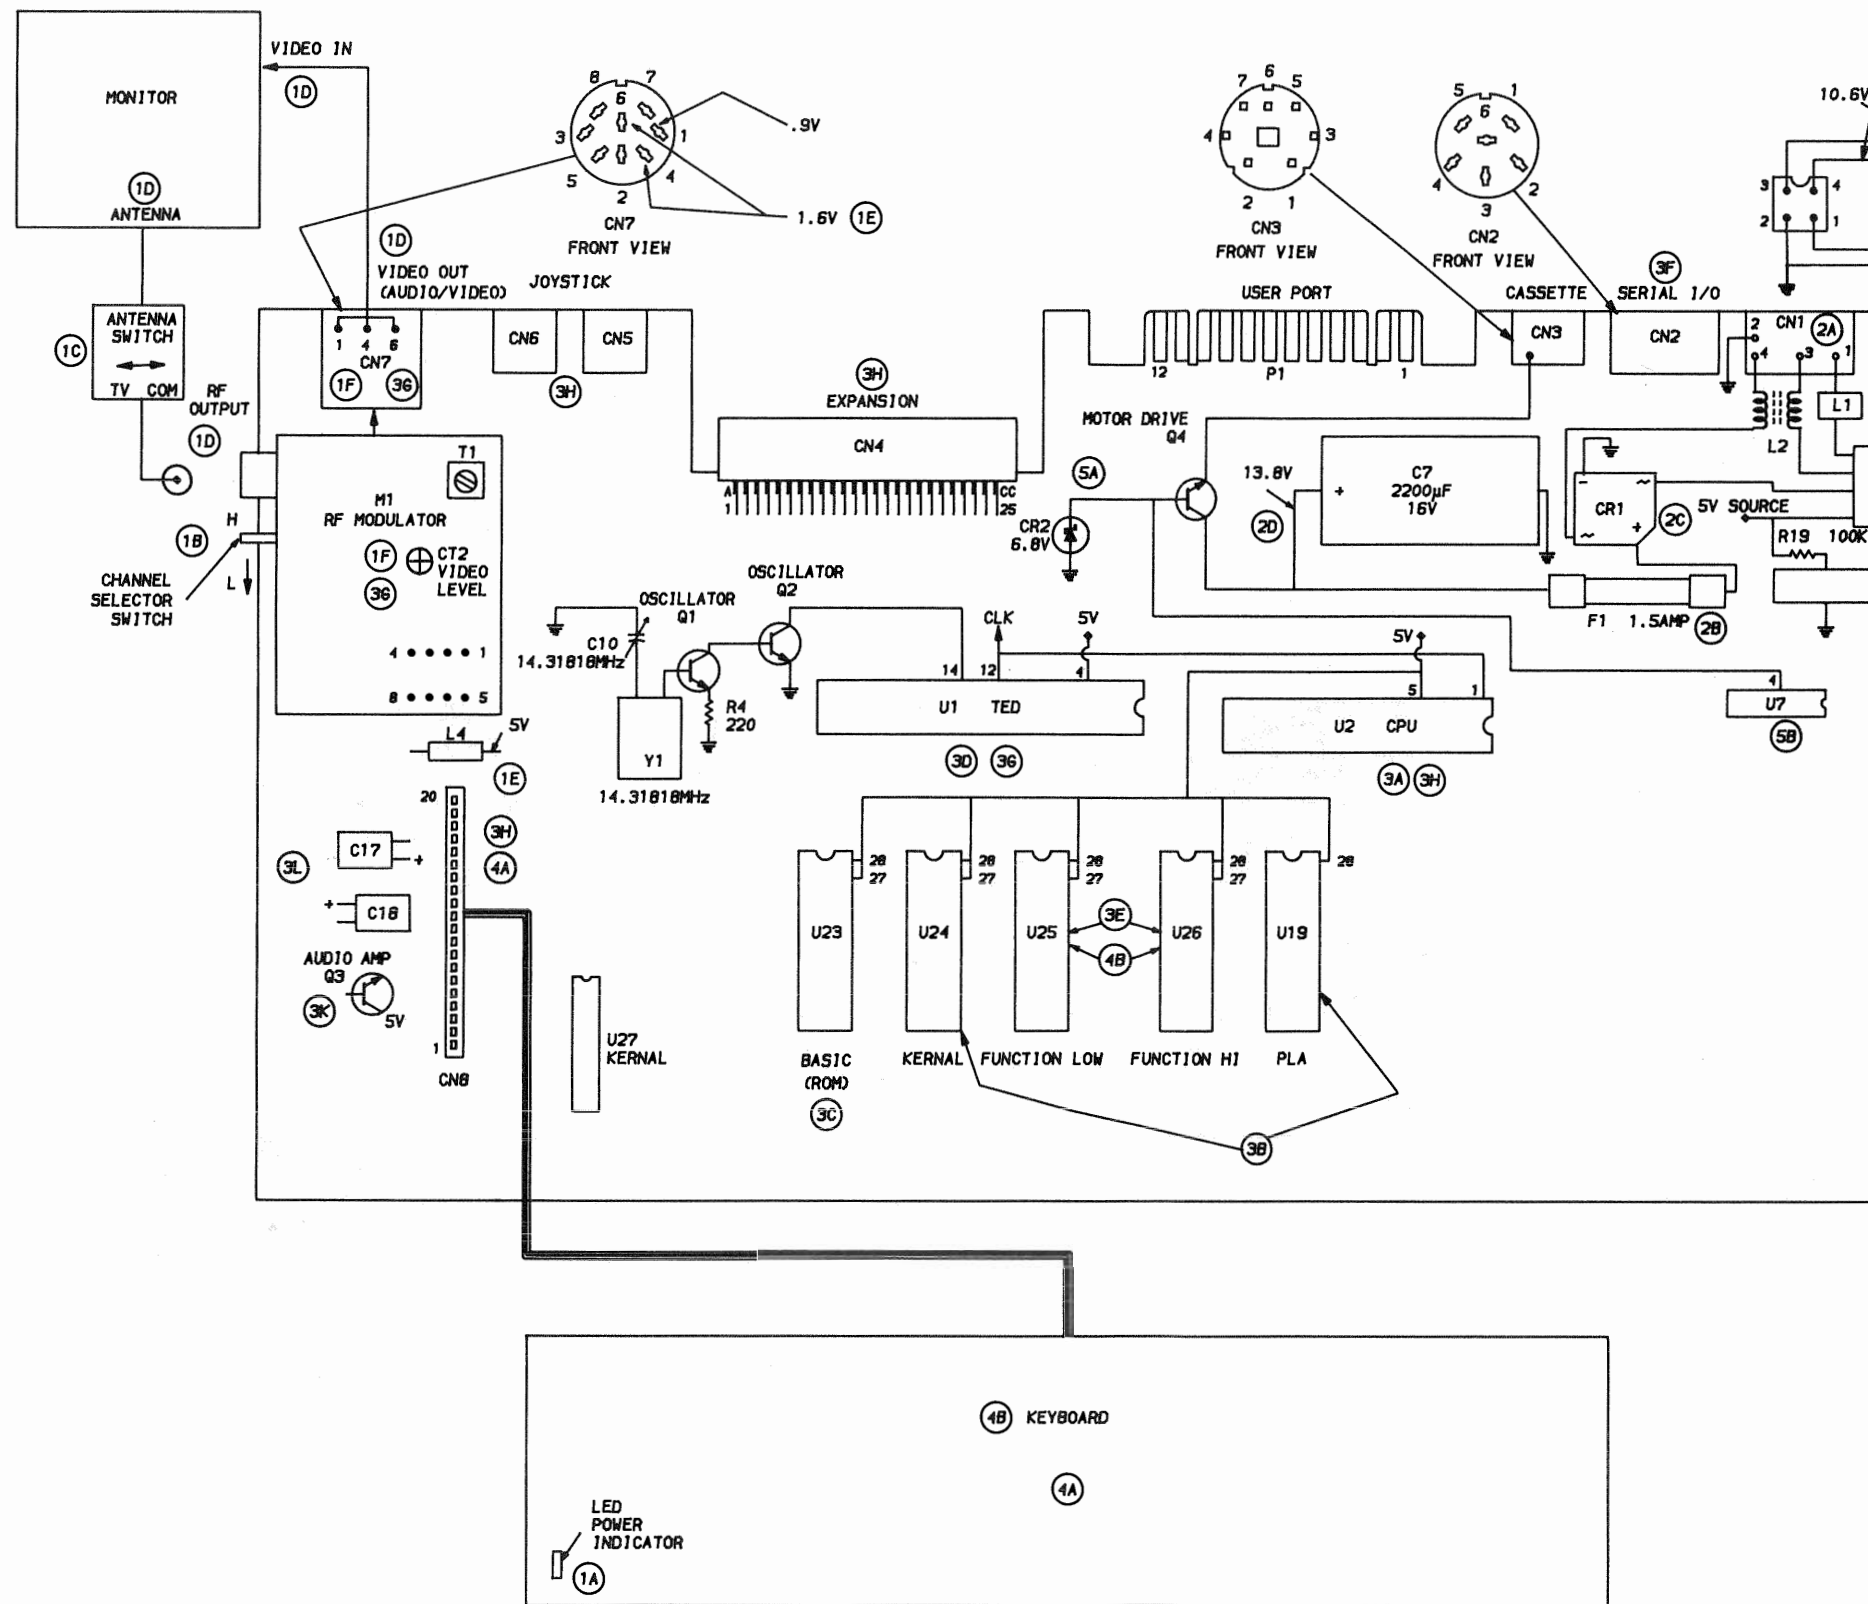 MONITOR
VIDEO IN
1D
1D
ANTENNA
ANTENNA
SWITCH
TV COM
1C
RF
OUTPUT
1D
8 7
6
3 1
5 4
2
CN7
FRONT VIEW
.9V
1.6V 1E
1D
VIDEO OUT
(AUDIO/VIDEO)
JOYSTICK
1 4 6
CN7
1F 3G
CN6
CN5
3H
3H
EXPANSION
CN4
A CC
1 25
7 6 5
4 3
2 1
CN3
FRONT VIEW
5 1
6
4 2
3
CN2
FRONT VIEW
10.6V
3 4
2 1
USER PORT
12 P1 1
CASSETTE
CN3
3F
SERIAL I/O
CN2
2 CN1 2A
4 3 1
L1
L2
MOTOR DRIVE
Q4
5A
CR2
6.8V
13.8V
2D
+
C7
2200µF
16V
- ~
CR1
+
~
2C
5V SOURCE
R19 100K
F1 1.5AMP 2B
T1
M1
RF MODULATOR
1F
CT2
VIDEO
LEVEL
3G
4 1
8 5
H
1B
L
CHANNEL
SELECTOR
SWITCH
OSCILLATOR
Q1
OSCILLATOR
Q2
C10
14.31818MHz
R4
220
Y1
14.31818MHz
CLK
5V
14 12 4
U1 TED
3D 3G
5V
5 1
U2 CPU
3A 3H
4
U7
5B
L4 5V
1E
20
3H
4A
1
CN8
3L
C17
+
+
C18
AUDIO AMP
Q3
3K
5V
U27
KERNAL
28
27
28
27
28
27
28
27
28
U23
U24
U25
U26
U19
3E
4B
BASIC
(ROM)
3C
KERNAL
FUNCTION LOW
FUNCTION HI
PLA
3B
4B KEYBOARD
4A
LED
POWER
INDICATOR
1A